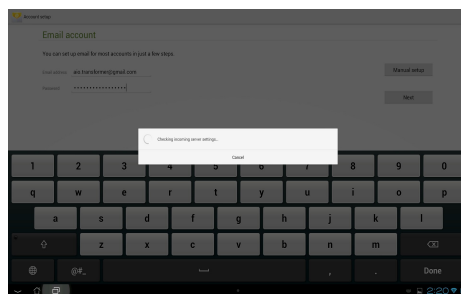 Account setup
Email account
You can set up email for most accounts in just a few steps.
Email address aio.transformer@gmail.com
Password •••••••••••••••••
Manual setup
Next
Checking incoming server settings...
Cancel
1 2 3 4 5 6 7 8 9 0
q w e r t y u i o p
a s d f g h j k l
z x c v b n m
@#_ , . Done
2:20